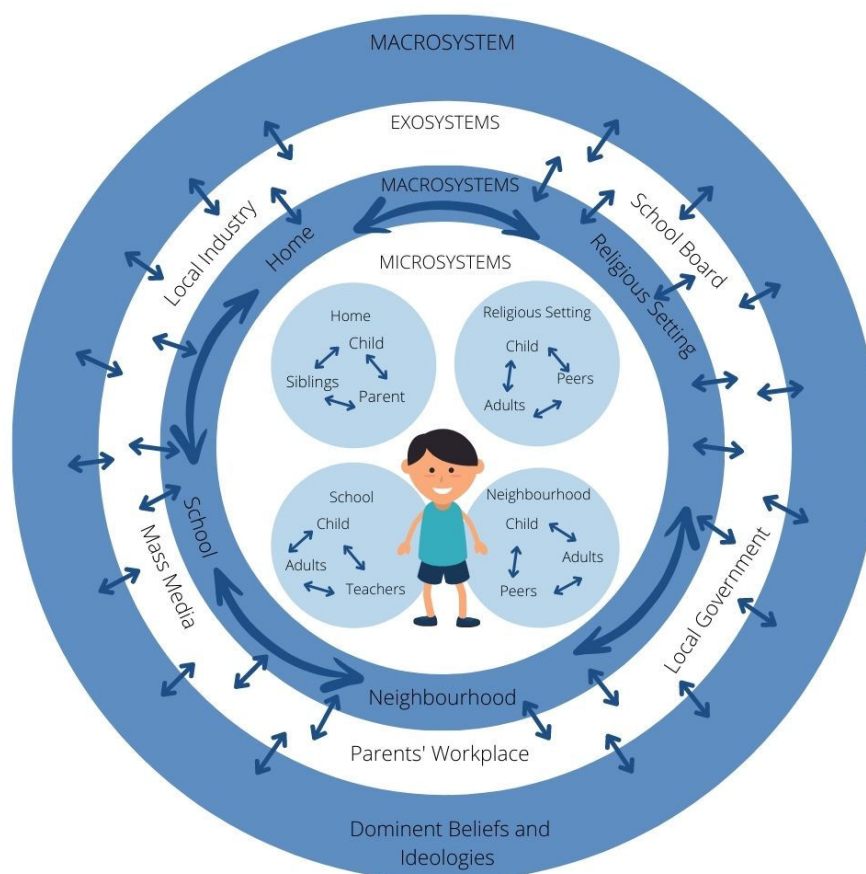 MACROSYSTEM
EXOSYSTEMS
MACROSYSTEMS
Local Industry
Home
School Board
Religious Setting
MICROSYSTEMS
Home
Child
Siblings
Parent
Religious Setting
Child
Peers
Adults
School
Child
Adults
Teachers
Neighbourhood
Child
Adults
Peers
School
Mass Media
Local Government
Neighbourhood
Parents' Workplace
Dominent Beliefs and
Ideologies